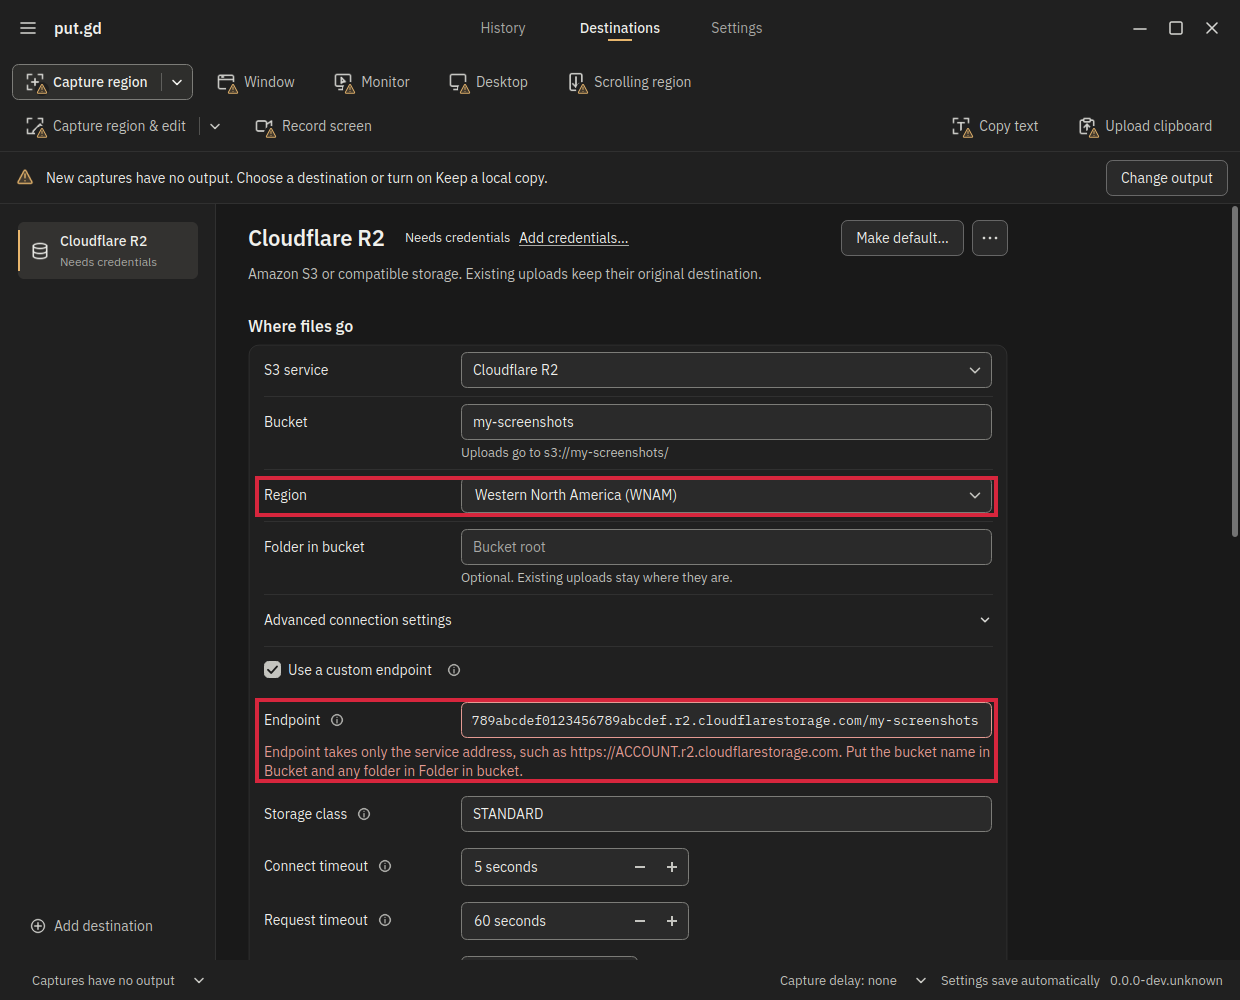 put.gd
History
Destinations
Settings
Capture region
Window
Monitor
Desktop
Scrolling region
Capture region & edit
Record screen
Copy text
Upload clipboard
New captures have no output. Choose a destination or turn on Keep a local copy.
Change output
Cloudflare R2
Needs credentials
Cloudflare R2
Needs credentials
Add credentials...
Make default...
Amazon S3 or compatible storage. Existing uploads keep their original destination.
Where files go
S3 service
Cloudflare R2
Bucket
my-screenshots
Uploads go to s3://my-screenshots/
Region
Western North America (WNAM)
Folder in bucket
Bucket root
Optional. Existing uploads stay where they are.
Advanced connection settings
Use a custom endpoint
Endpoint
789abcdef0123456789abcdef.r2.cloudflarestorage.com/my-screenshots
Endpoint takes only the service address, such as https://ACCOUNT.r2.cloudflarestorage.com. Put the bucket name in
Bucket and any folder in Folder in bucket.
Storage class
STANDARD
Connect timeout
5 seconds
Request timeout
60 seconds
Add destination
Captures have no output
Capture delay: none
Settings save automatically
0.0.0-dev.unknown